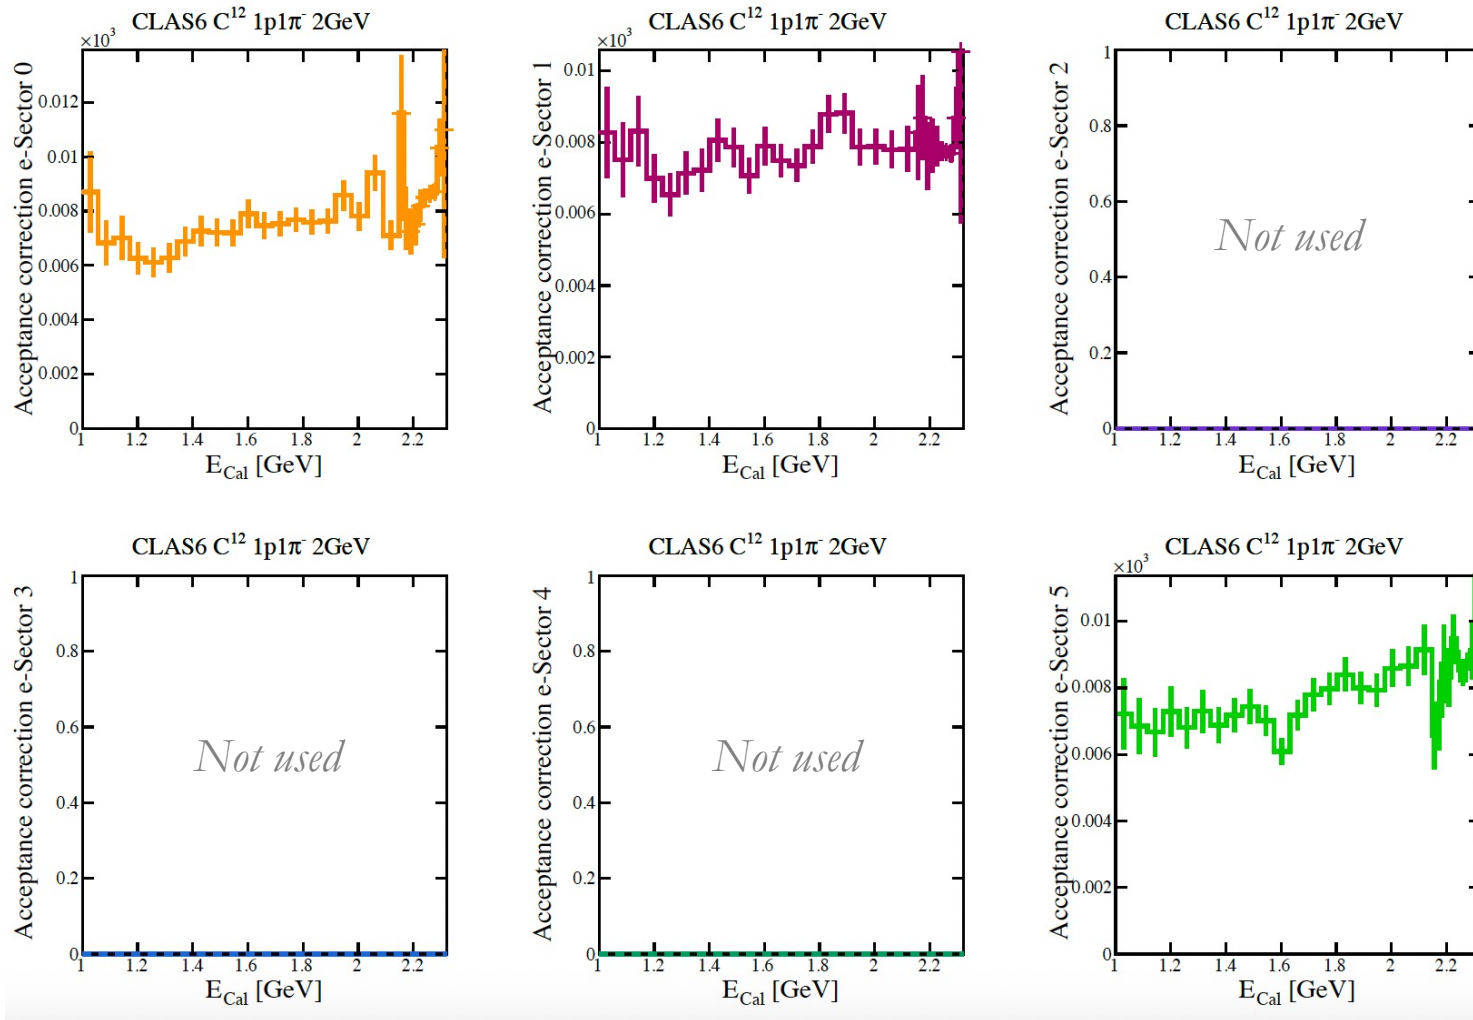 CLAS6 C¹² 1p1π⁻ 2GeV
×10³
Acceptance correction e-Sector 0
0.012
0.01
0.008
0.006
0.004
0.002
0
1 1.2 1.4 1.6 1.8 2 2.2
E_Cal [GeV]
CLAS6 C¹² 1p1π⁻ 2GeV
×10³
Acceptance correction e-Sector 1
0.01
0.008
0.006
0.004
0.002
0
1 1.2 1.4 1.6 1.8 2 2.2
E_Cal [GeV]
CLAS6 C¹² 1p1π⁻ 2GeV
Acceptance correction e-Sector 2
1
0.8
0.6
0.4
0.2
0
Not used
1 1.2 1.4 1.6 1.8 2 2.2
E_Cal [GeV]
CLAS6 C¹² 1p1π⁻ 2GeV
Acceptance correction e-Sector 3
1
0.8
0.6
0.4
0.2
0
Not used
1 1.2 1.4 1.6 1.8 2 2.2
E_Cal [GeV]
CLAS6 C¹² 1p1π⁻ 2GeV
Acceptance correction e-Sector 4
1
0.8
0.6
0.4
0.2
0
Not used
1 1.2 1.4 1.6 1.8 2 2.2
E_Cal [GeV]
CLAS6 C¹² 1p1π⁻ 2GeV
×10³
Acceptance correction e-Sector 5
0.01
0.008
0.006
0.004
0.002
0
1 1.2 1.4 1.6 1.8 2 2.2
E_Cal [GeV]